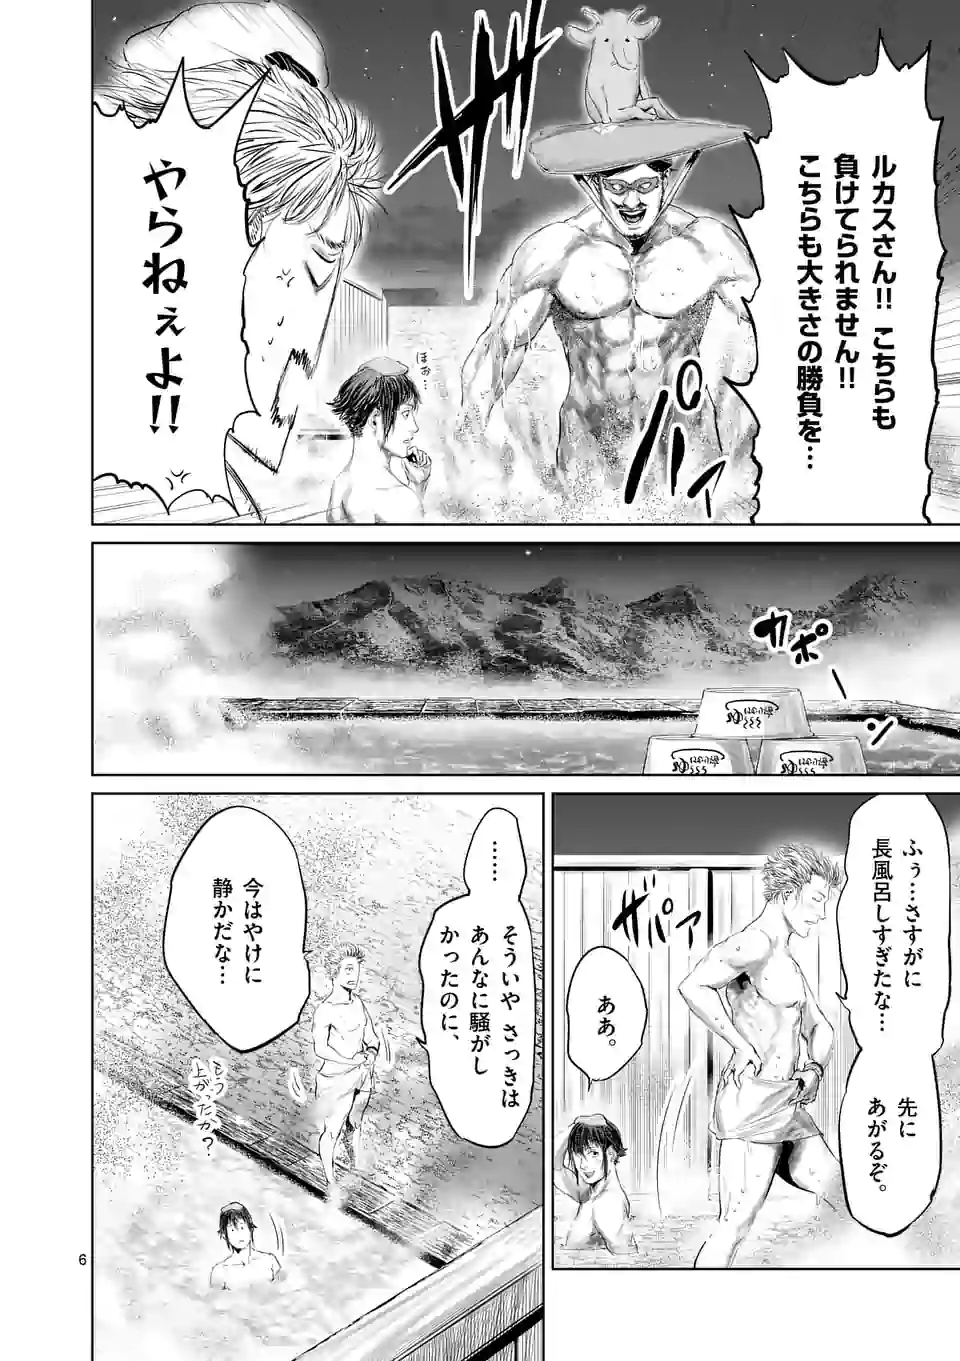 ルカスさん!! こちらも
負けてられません!!
こちらも大きさの勝負を…
ザパァ
ほぉ…
やらねぇよ!!
カポーン
ふぅ…さすがに
長風呂しすぎたな…
先に
あがるぞ。
ザパァ
ああ。
……
そういや さっきは
あんなに騒がし
かったのに、
今はやけに
静かだな…
もう
上がったか?
6